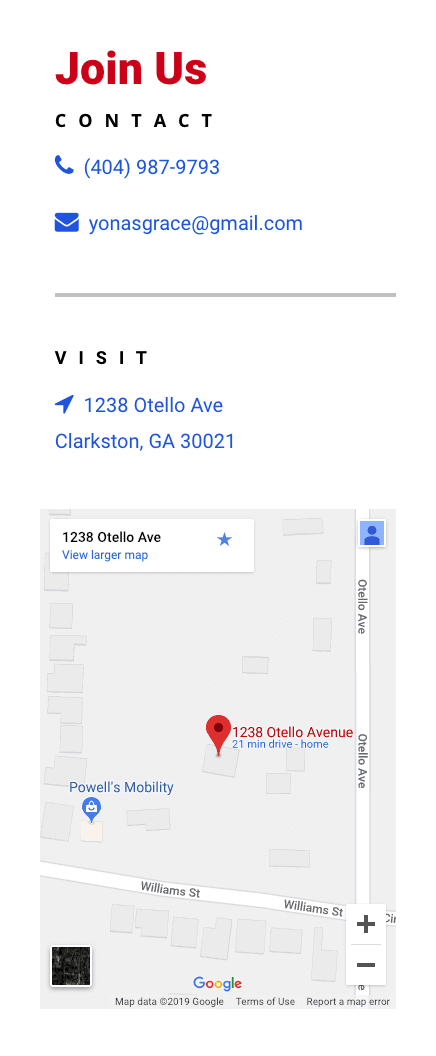 Join Us
CONTACT
(404) 987-9793
yonasgrace@gmail.com
VISIT
1238 Otello Ave
Clarkston, GA 30021
1238 Otello Ave
View larger map
Otello Ave
1238 Otello Avenue
21 min drive - home
Otello Ave
Powell's Mobility
Williams St
Williams St
Google
Map data ©2019 Google Terms of Use Report a map error